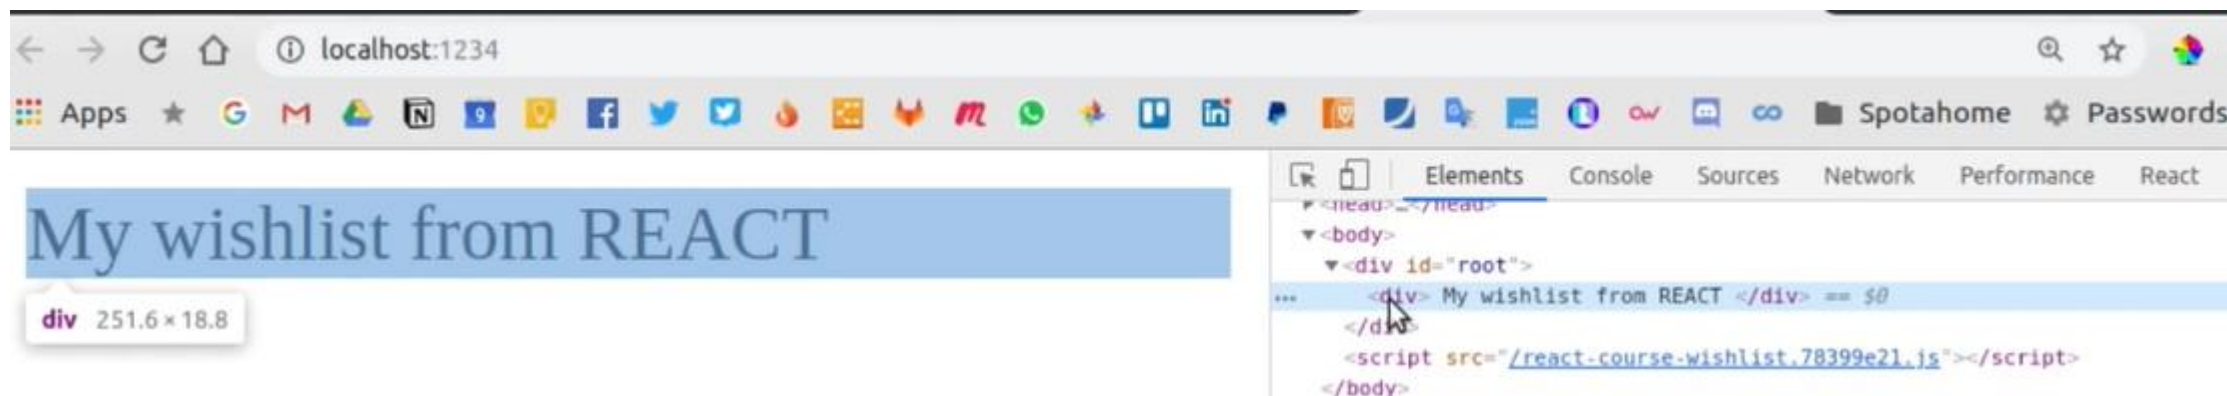 localhost:1234
Apps Spotahome Passwords
My wishlist from REACT
div 251.6 × 18.8
Elements Console Sources Network Performance React
<head>…</head>
<body>
<div id="root">
<div> My wishlist from REACT </div> == $0
</div>
<script src="/react-course-wishlist.78399e21.js"></script>
</body>